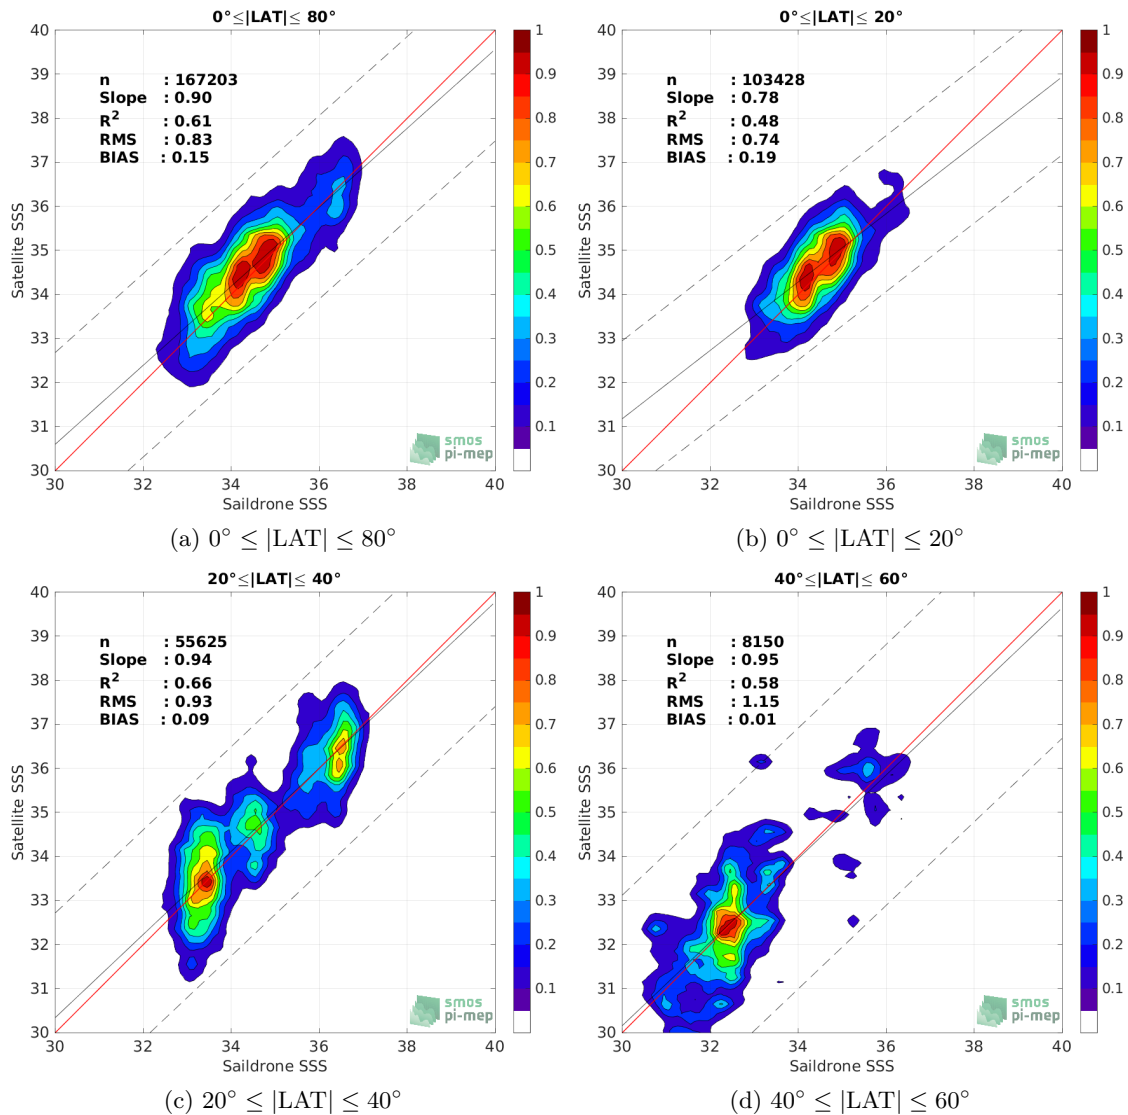 0°≤|LAT|≤ 80°
n : 167203
Slope : 0.90
R² : 0.61
RMS : 0.83
BIAS : 0.15
Satellite SSS
40
39
38
37
36
35
34
33
32
31
30
30 32 34 36 38 40
Saildrone SSS
1
0.9
0.8
0.7
0.6
0.5
0.4
0.3
0.2
0.1
smos
pi-mep
(a) 0° ≤ |LAT| ≤ 80°
0°≤|LAT|≤ 20°
n : 103428
Slope : 0.78
R² : 0.48
RMS : 0.74
BIAS : 0.19
Satellite SSS
40
39
38
37
36
35
34
33
32
31
30
30 32 34 36 38 40
Saildrone SSS
1
0.9
0.8
0.7
0.6
0.5
0.4
0.3
0.2
0.1
smos
pi-mep
(b) 0° ≤ |LAT| ≤ 20°
20°≤|LAT|≤ 40°
n : 55625
Slope : 0.94
R² : 0.66
RMS : 0.93
BIAS : 0.09
Satellite SSS
40
39
38
37
36
35
34
33
32
31
30
30 32 34 36 38 40
Saildrone SSS
1
0.9
0.8
0.7
0.6
0.5
0.4
0.3
0.2
0.1
smos
pi-mep
(c) 20° ≤ |LAT| ≤ 40°
40°≤|LAT|≤ 60°
n : 8150
Slope : 0.95
R² : 0.58
RMS : 1.15
BIAS : 0.01
Satellite SSS
40
39
38
37
36
35
34
33
32
31
30
30 32 34 36 38 40
Saildrone SSS
1
0.9
0.8
0.7
0.6
0.5
0.4
0.3
0.2
0.1
smos
pi-mep
(d) 40° ≤ |LAT| ≤ 60°